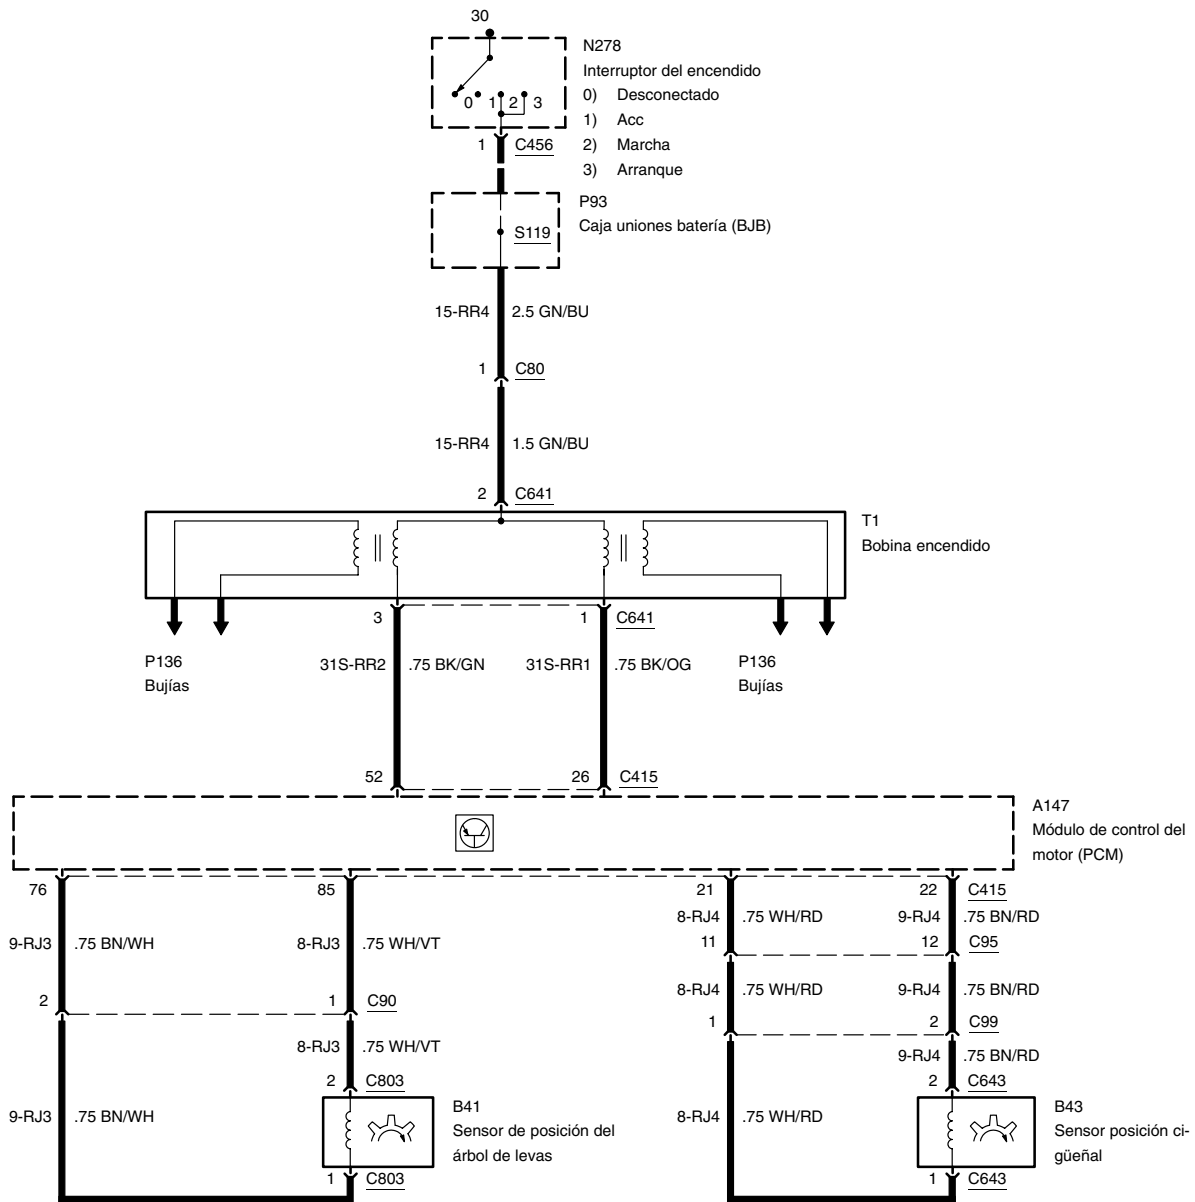 30
N278
Interruptor del encendido
0 1 2 3
0) Desconectado
1) Acc
2) Marcha
3) Arranque
1 C456
P93
Caja uniones batería (BJB)
S119
15-RR4 2.5 GN/BU
1 C80
15-RR4 1.5 GN/BU
2 C641
T1
Bobina encendido
3 1 C641
P136
Bujías
31S-RR2 .75 BK/GN 31S-RR1 .75 BK/OG
P136
Bujías
52 26 C415
A147
Módulo de control del
motor (PCM)
76 85 21 22 C415
8-RJ4 .75 WH/RD 9-RJ4 .75 BN/RD
9-RJ3 .75 BN/WH 8-RJ3 .75 WH/VT 11 12 C95
8-RJ4 .75 WH/RD 9-RJ4 .75 BN/RD
2 1 C90
1 2 C99
8-RJ3 .75 WH/VT
9-RJ4 .75 BN/RD
2 C803
2 C643
9-RJ3 .75 BN/WH
B41
Sensor de posición del
árbol de levas
8-RJ4 .75 WH/RD
B43
Sensor posición ci-
güeñal
1 C803
1 C643